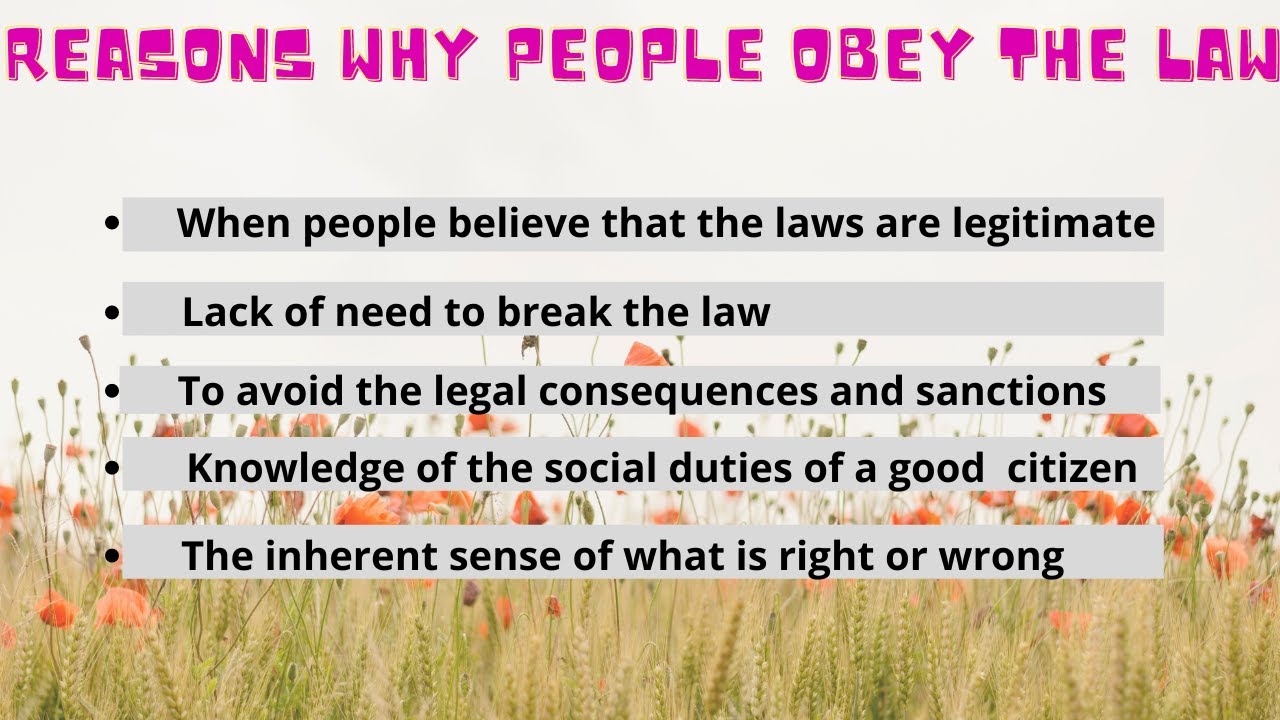 REASONS WHY PEOPLE OBEY THE LAW
• When people believe that the laws are legitimate
• Lack of need to break the law
• To avoid the legal consequences and sanctions
• Knowledge of the social duties of a good  citizen
• The inherent sense of what is right or wrong